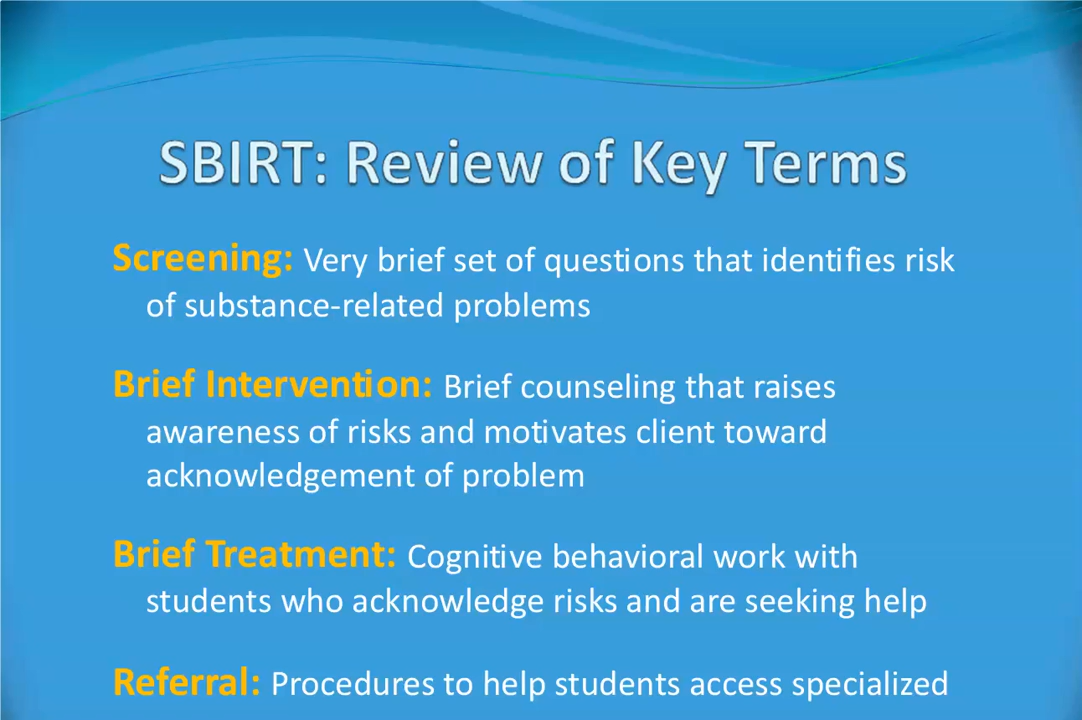 SBIRT: Review of Key Terms
Screening: Very brief set of questions that identifies risk
of substance-related problems
Brief Intervention: Brief counseling that raises
awareness of risks and motivates client toward
acknowledgement of problem
Brief Treatment: Cognitive behavioral work with
students who acknowledge risks and are seeking help
Referral: Procedures to help students access specialized